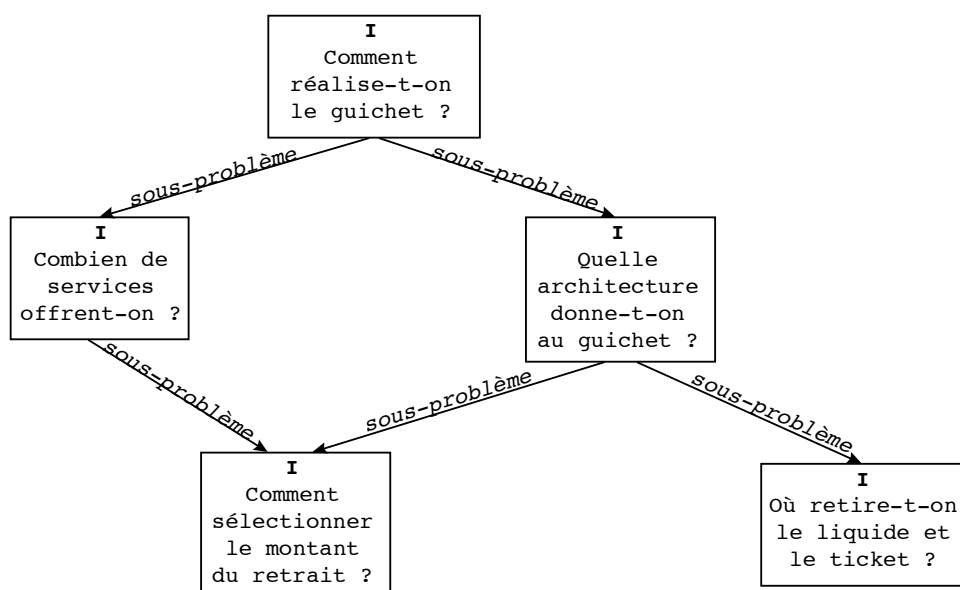 I
Comment
réalise-t-on
le guichet ?
sous-problème
sous-problème
I
Combien de
services
offrent-on ?
I
Quelle
architecture
donne-t-on
au guichet ?
sous-problème
sous-problème
sous-problème
I
Comment
sélectionner
le montant
du retrait ?
I
Où retire-t-on
le liquide et
le ticket ?